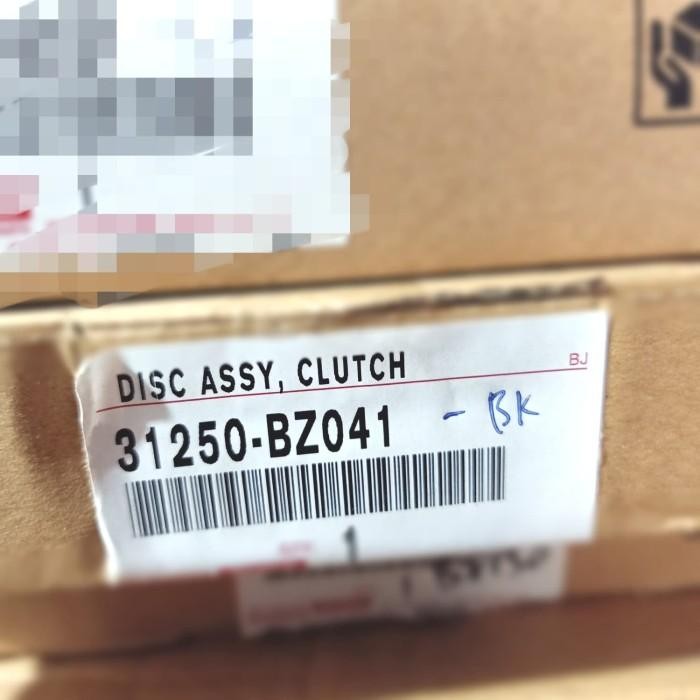 DISC ASSY, CLUTCH
BJ
31250-BZ041 - BK
1